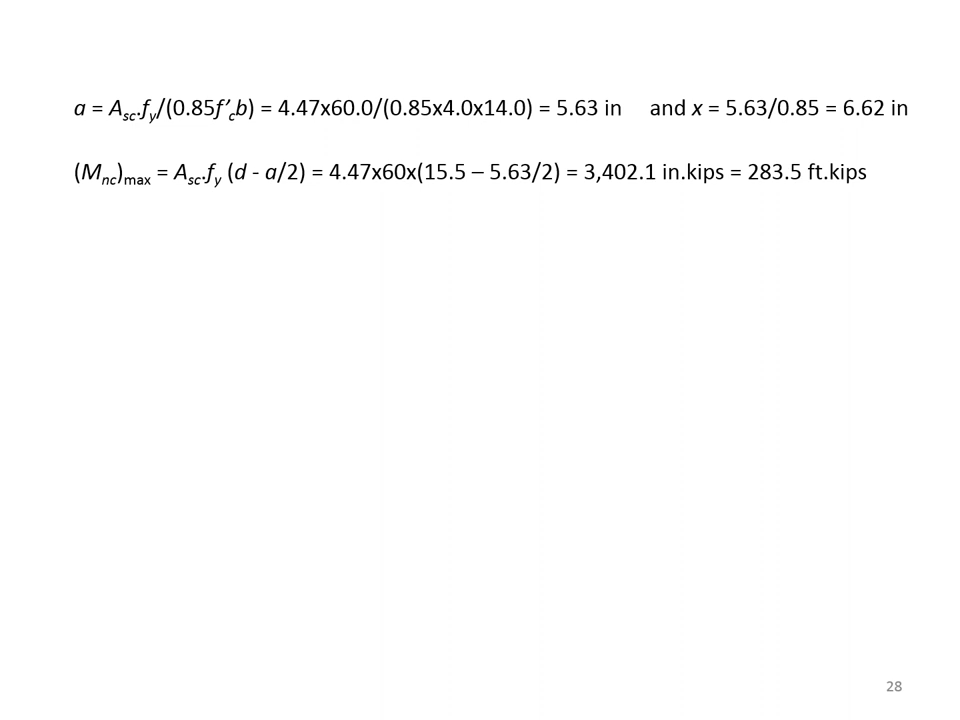 a = Asc.fy/(0.85f’cb) = 4.47x60.0/(0.85x4.0x14.0) = 5.63 in and x = 5.63/0.85 = 6.62 in
(Mnc)max = Asc.fy (d - a/2) = 4.47x60x(15.5 – 5.63/2) = 3,402.1 in.kips = 283.5 ft.kips
28